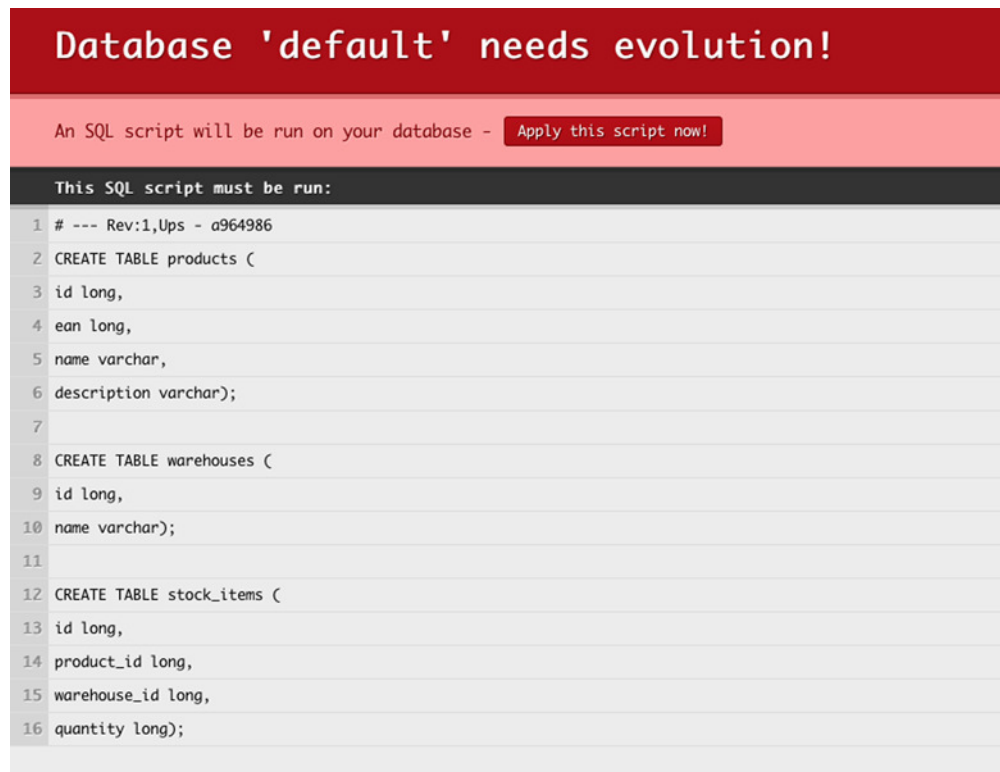 Database 'default' needs evolution!
An SQL script will be run on your database - Apply this script now!
This SQL script must be run:
1 # --- Rev:1,Ups - a964986
2 CREATE TABLE products (
3 id long,
4 ean long,
5 name varchar,
6 description varchar);
7
8 CREATE TABLE warehouses (
9 id long,
10 name varchar);
11
12 CREATE TABLE stock_items (
13 id long,
14 product_id long,
15 warehouse_id long,
16 quantity long);